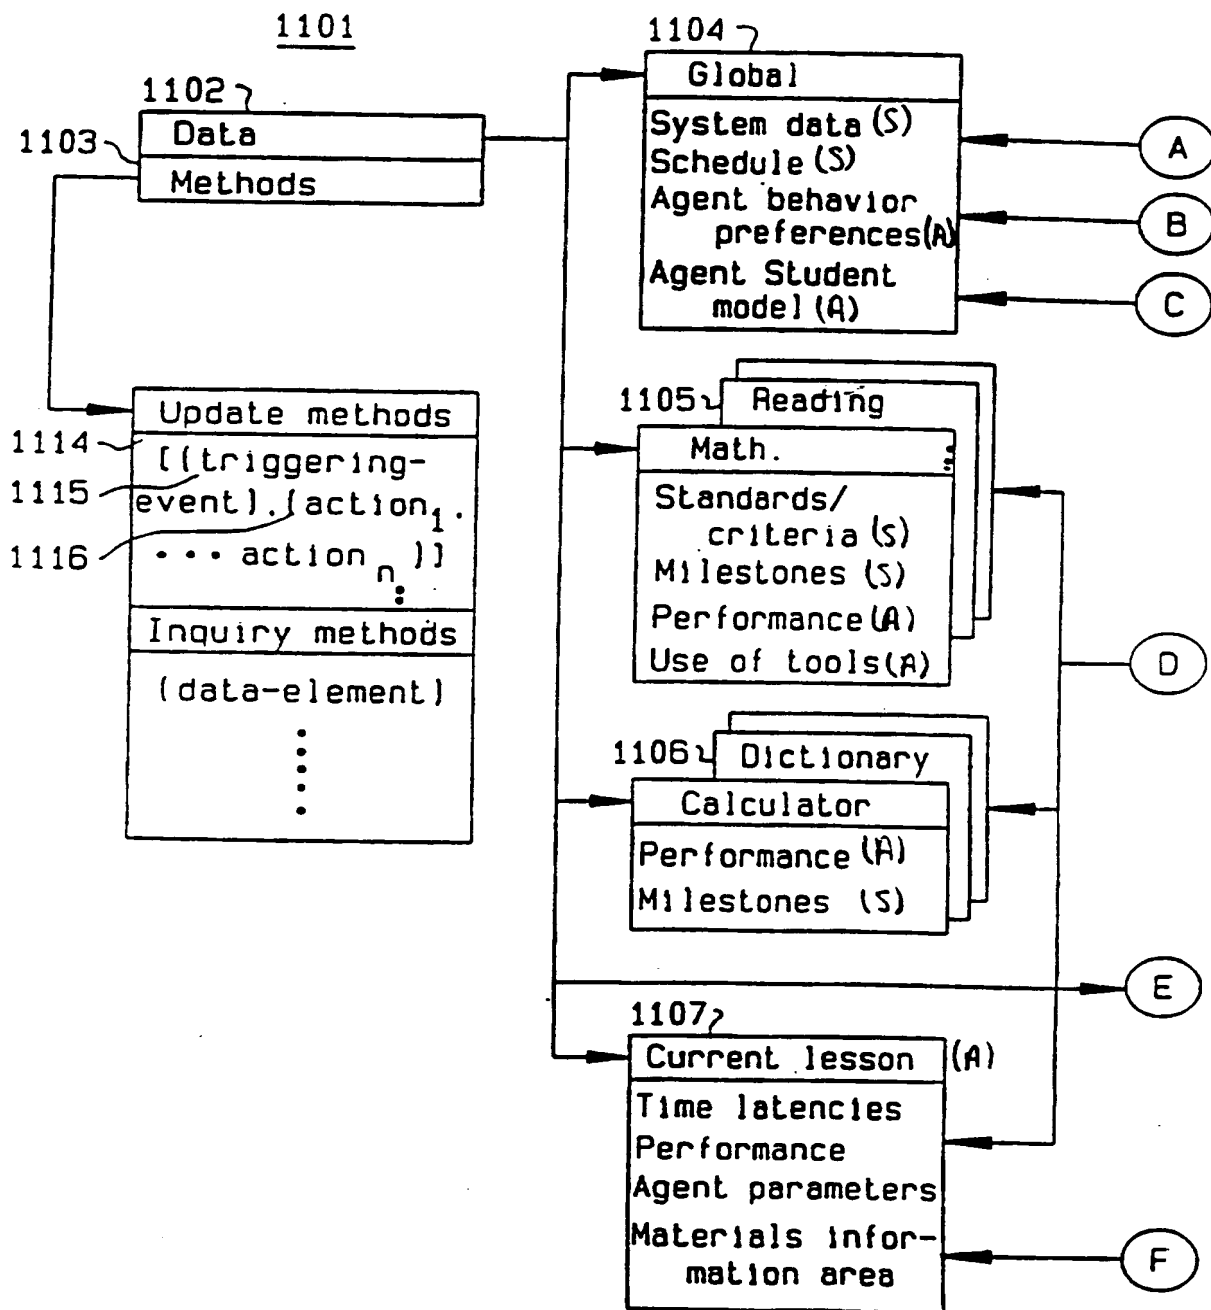 1101
1102
Data
1103
Methods
Update methods
1114
[((triggering-
1115
event),(action1.
1116
••• action n )]
Inquiry methods
(data-element)
1104
Global
System data (S)
Schedule (S)
Agent behavior
preferences (A)
Agent Student
model (A)
A
B
C
1105
Reading
Math.
Standards/
criteria (S)
Milestones (S)
Performance (A)
Use of tools (A)
D
1106
Dictionary
Calculator
Performance (A)
Milestones (S)
E
1107
Current lesson (A)
Time latencies
Performance
Agent parameters
Materials infor-
mation area
F